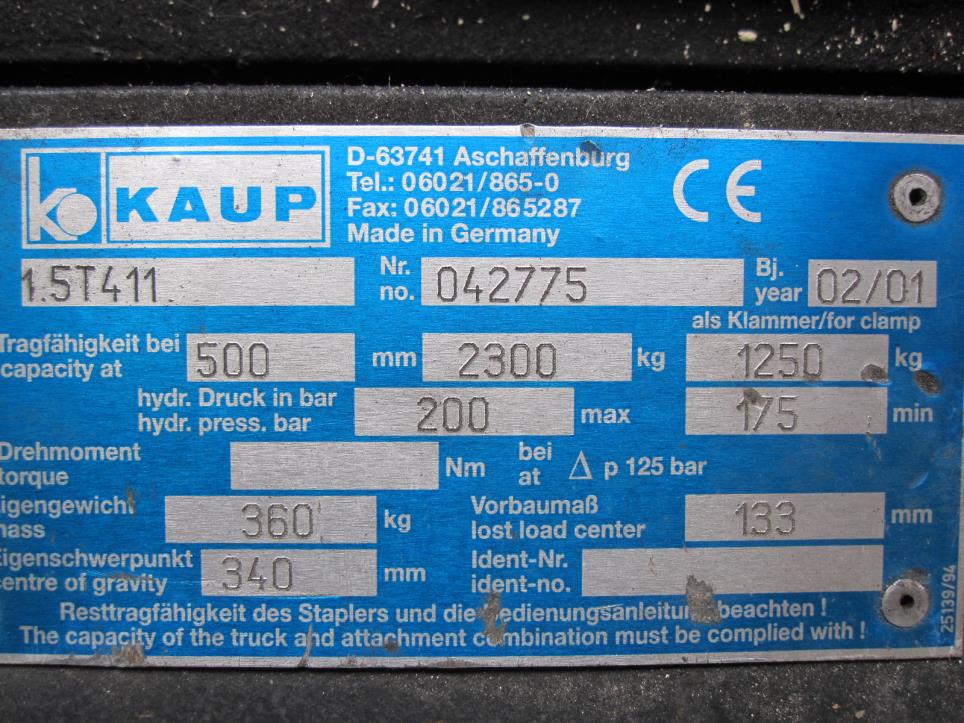 KAUP
D-63741 Aschaffenburg
Tel.: 06021/865-0
Fax: 06021/865287
Made in Germany
CE
1.5T411 Nr. no. 042775 Bj. year 02/01
als Klammer/for clamp
Tragfähigkeit bei
capacity at 500 mm 2300 kg 1250 kg
hydr. Druck in bar
hydr. press. bar 200 max 175 min
Drehmoment
torque Nm bei at Δ p 125 bar
Eigengewicht
mass 360 kg
Vorbaumaß
lost load center 133 mm
Eigenschwerpunkt
centre of gravity 340 mm
Ident-Nr.
ident-no.
Resttragfähigkeit des Staplers und die Bedienungsanleitung beachten !
The capacity of the truck and attachment combination must be complied with !
25139/94